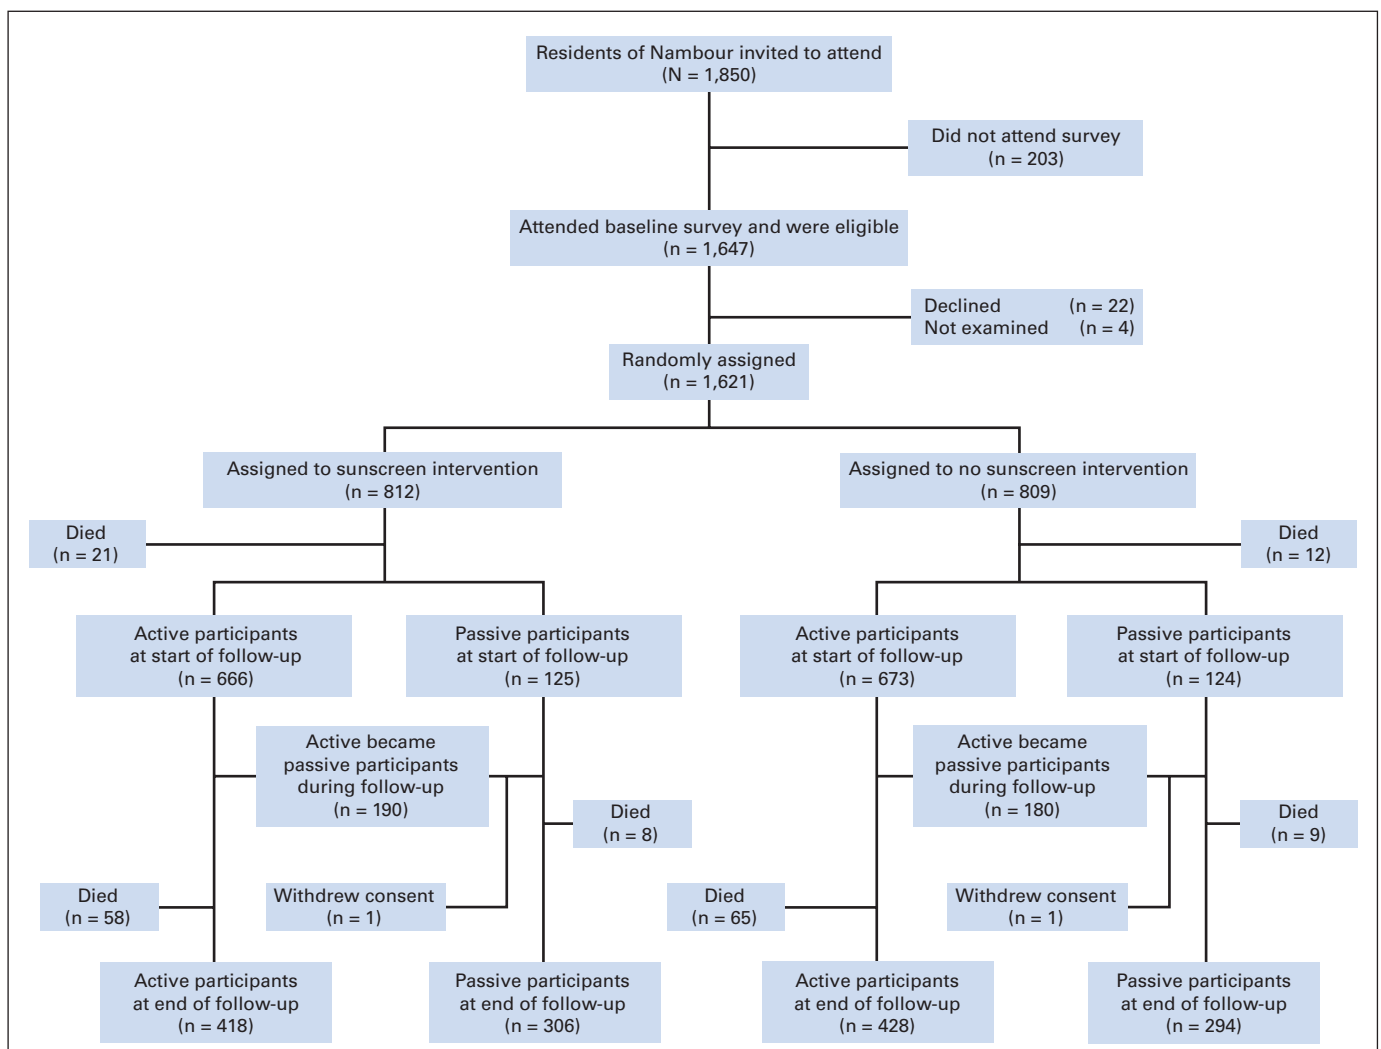 Residents of Nambour invited to attend
(N = 1,850)
Did not attend survey
(n = 203)
Attended baseline survey and were eligible
(n = 1,647)
Declined (n = 22)
Not examined (n = 4)
Randomly assigned
(n = 1,621)
Assigned to sunscreen intervention
(n = 812)
Assigned to no sunscreen intervention
(n = 809)
Died
(n = 21)
Died
(n = 12)
Active participants
at start of follow-up
(n = 666)
Passive participants
at start of follow-up
(n = 125)
Active participants
at start of follow-up
(n = 673)
Passive participants
at start of follow-up
(n = 124)
Active became
passive participants
during follow-up
(n = 190)
Active became
passive participants
during follow-up
(n = 180)
Died
(n = 8)
Died
(n = 9)
Died
(n = 58)
Withdrew consent
(n = 1)
Died
(n = 65)
Withdrew consent
(n = 1)
Active participants
at end of follow-up
(n = 418)
Passive participants
at end of follow-up
(n = 306)
Active participants
at end of follow-up
(n = 428)
Passive participants
at end of follow-up
(n = 294)